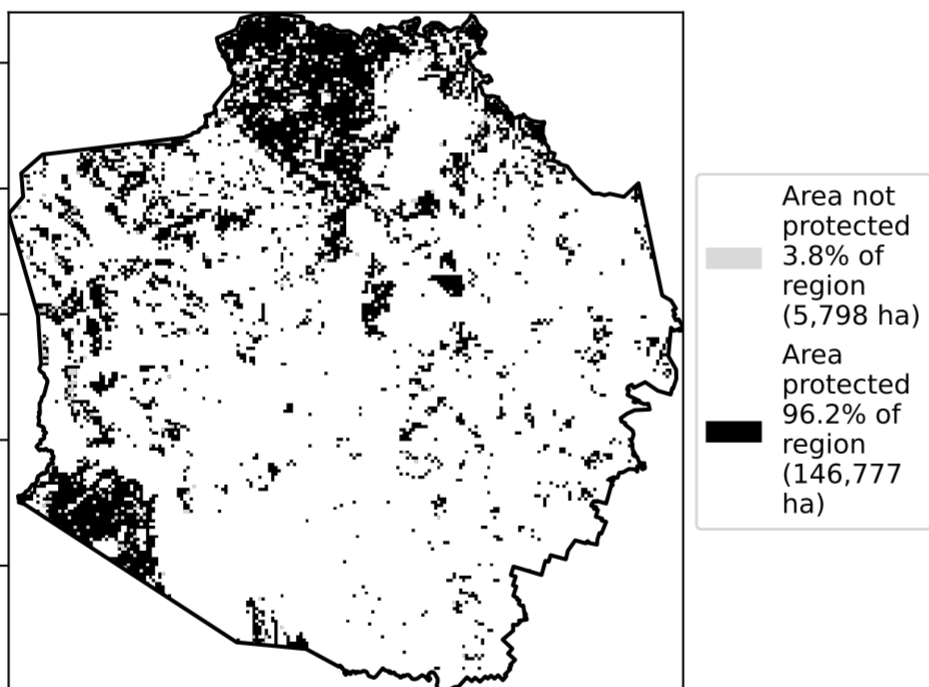 Area not
protected
3.8% of
region
(5,798 ha)
Area
protected
96.2% of
region
(146,777
ha)